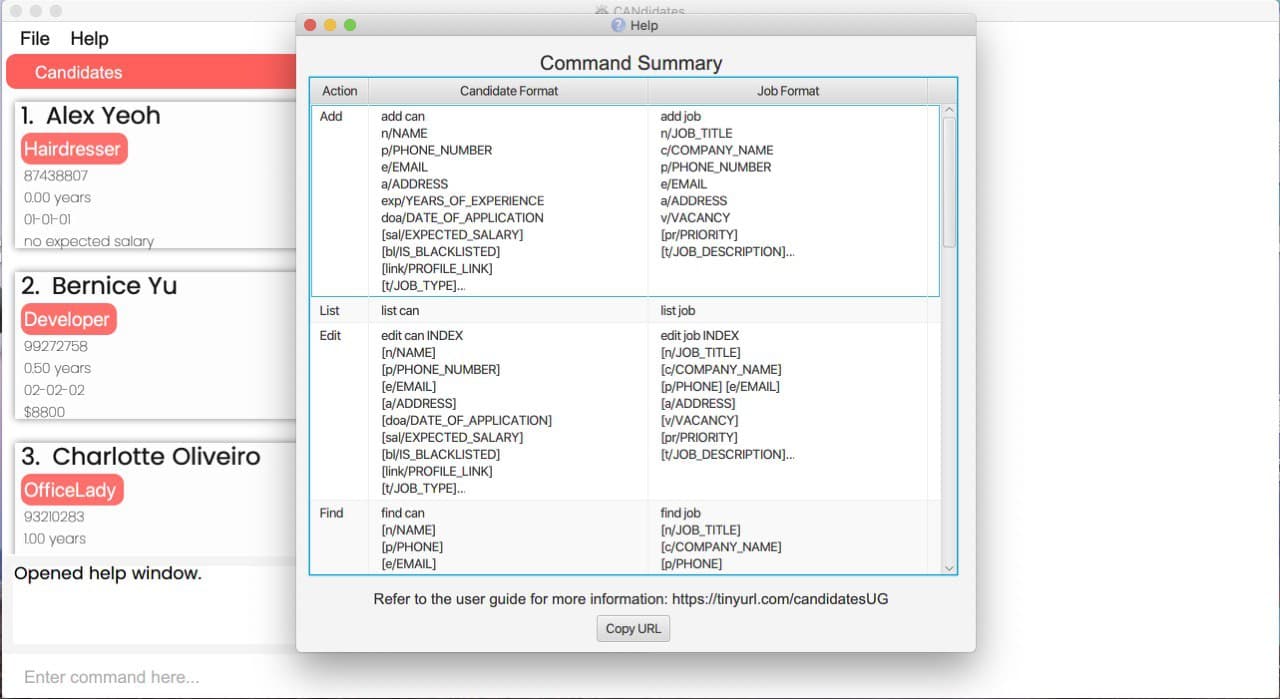 CANdidates
Help
File Help
Candidates
1. Alex Yeoh
Hairdresser
87438807
0.00 years
01-01-01
no expected salary
2. Bernice Yu
Developer
99272758
0.50 years
02-02-02
$8800
3. Charlotte Oliveiro
OfficeLady
93210283
1.00 years
Opened help window.
Enter command here...
Command Summary
Action Candidate Format Job Format
Add add can add job
n/NAME n/JOB_TITLE
p/PHONE_NUMBER c/COMPANY_NAME
e/EMAIL p/PHONE_NUMBER
a/ADDRESS e/EMAIL
exp/YEARS_OF_EXPERIENCE a/ADDRESS
doa/DATE_OF_APPLICATION v/VACANCY
[sal/EXPECTED_SALARY] [pr/PRIORITY]
[bl/IS_BLACKLISTED] [t/JOB_DESCRIPTION]...
[link/PROFILE_LINK]
[t/JOB_TYPE]...
List list can list job
Edit edit can INDEX edit job INDEX
[n/NAME] [n/JOB_TITLE]
[p/PHONE_NUMBER] [c/COMPANY_NAME]
[e/EMAIL] [p/PHONE] [e/EMAIL]
[a/ADDRESS] [a/ADDRESS]
[doa/DATE_OF_APPLICATION] [v/VACANCY]
[sal/EXPECTED_SALARY] [pr/PRIORITY]
[bl/IS_BLACKLISTED] [t/JOB_DESCRIPTION]...
[link/PROFILE_LINK]
[t/JOB_TYPE]...
Find find can find job
[n/NAME] [n/JOB_TITLE]
[p/PHONE] [c/COMPANY_NAME]
[e/EMAIL] [p/PHONE]
Refer to the user guide for more information: https://tinyurl.com/candidatesUG
Copy URL